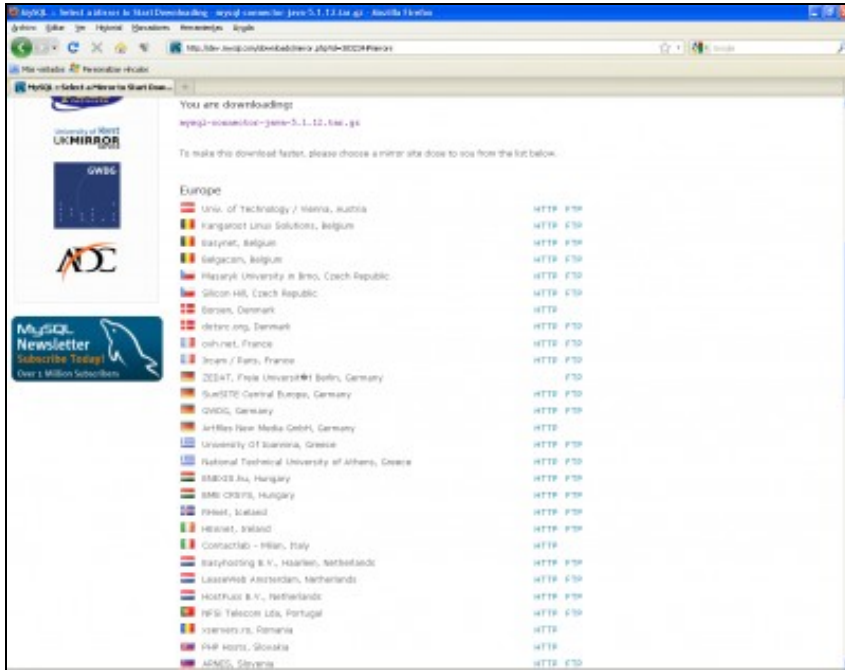 MySQL :: Select a Mirror to Start Downloading - mysql-connector-java-5.1.12.tar.gz - Mozilla Firefox
Archivo Editar Ver Historial Marcadores Herramientas Ayuda
Más visitados Personalizar vínculos
MySQL :: Select a Mirror to Start Down...
University of Kent
UKMIRROR
GWDG
ADC
MySQL
Newsletter
Subscribe Today!
Over 1 Million Subscribers
You are downloading:
mysql-connector-java-5.1.12.tar.gz
To make this download faster, please choose a mirror site close to you from the list below.
Europe
Univ. of Technology / Vienna, Austria HTTP FTP
Kangaroot Linux Solutions, Belgium HTTP FTP
Easynet, Belgium HTTP FTP
Belgacom, Belgium HTTP FTP
Masaryk University in Brno, Czech Republic HTTP FTP
Silicon Hill, Czech Republic HTTP FTP
Borsen, Denmark HTTP
dotsrc.org, Denmark HTTP FTP
ovh.net, France HTTP FTP
Ircam / Paris, France HTTP FTP
ZEDAT, Freie Universit�t Berlin, Germany FTP
SunSITE Central Europe, Germany HTTP FTP
GWDG, Germany HTTP FTP
Artfiles New Media GmbH, Germany HTTP
University Of Ioannina, Greece HTTP FTP
National Technical University of Athens, Greece HTTP FTP
Hungary HTTP FTP
Hungary HTTP FTP
RHnet, Iceland HTTP FTP
HEAnet, Ireland HTTP FTP
Contactlab - Milan, Italy HTTP
Easyhosting B.V., Haarlem, Netherlands HTTP FTP
LeaseWeb Amsterdam, Netherlands HTTP
HostFuss B.V., Netherlands HTTP FTP
NFSi Telecom Lda, Portugal HTTP FTP
xservers.ro, Romania HTTP
PHP Hosts, Slovakia HTTP
ARNES, Slovenia HTTP FTP